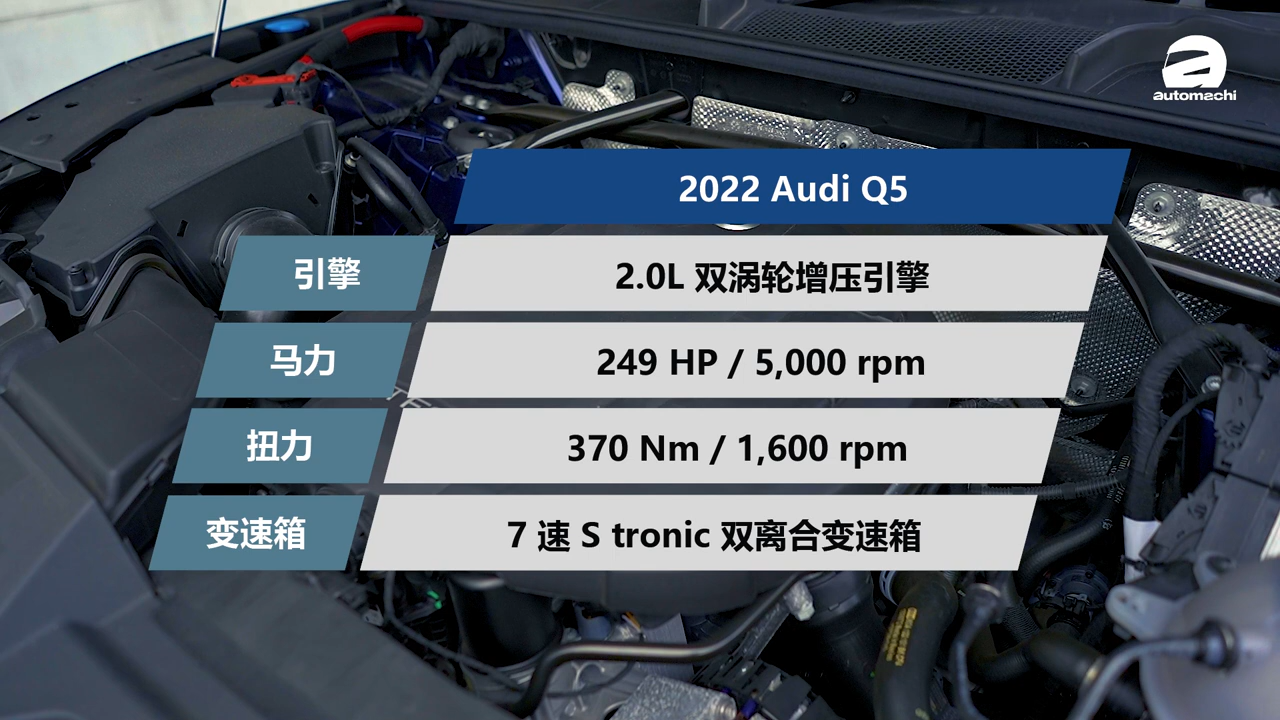 automachi
2022 Audi Q5
引擎
2.0L 双涡轮增压引擎
马力
249 HP / 5,000 rpm
扭力
370 Nm / 1,600 rpm
变速箱
7 速 S tronic 双离合变速箱